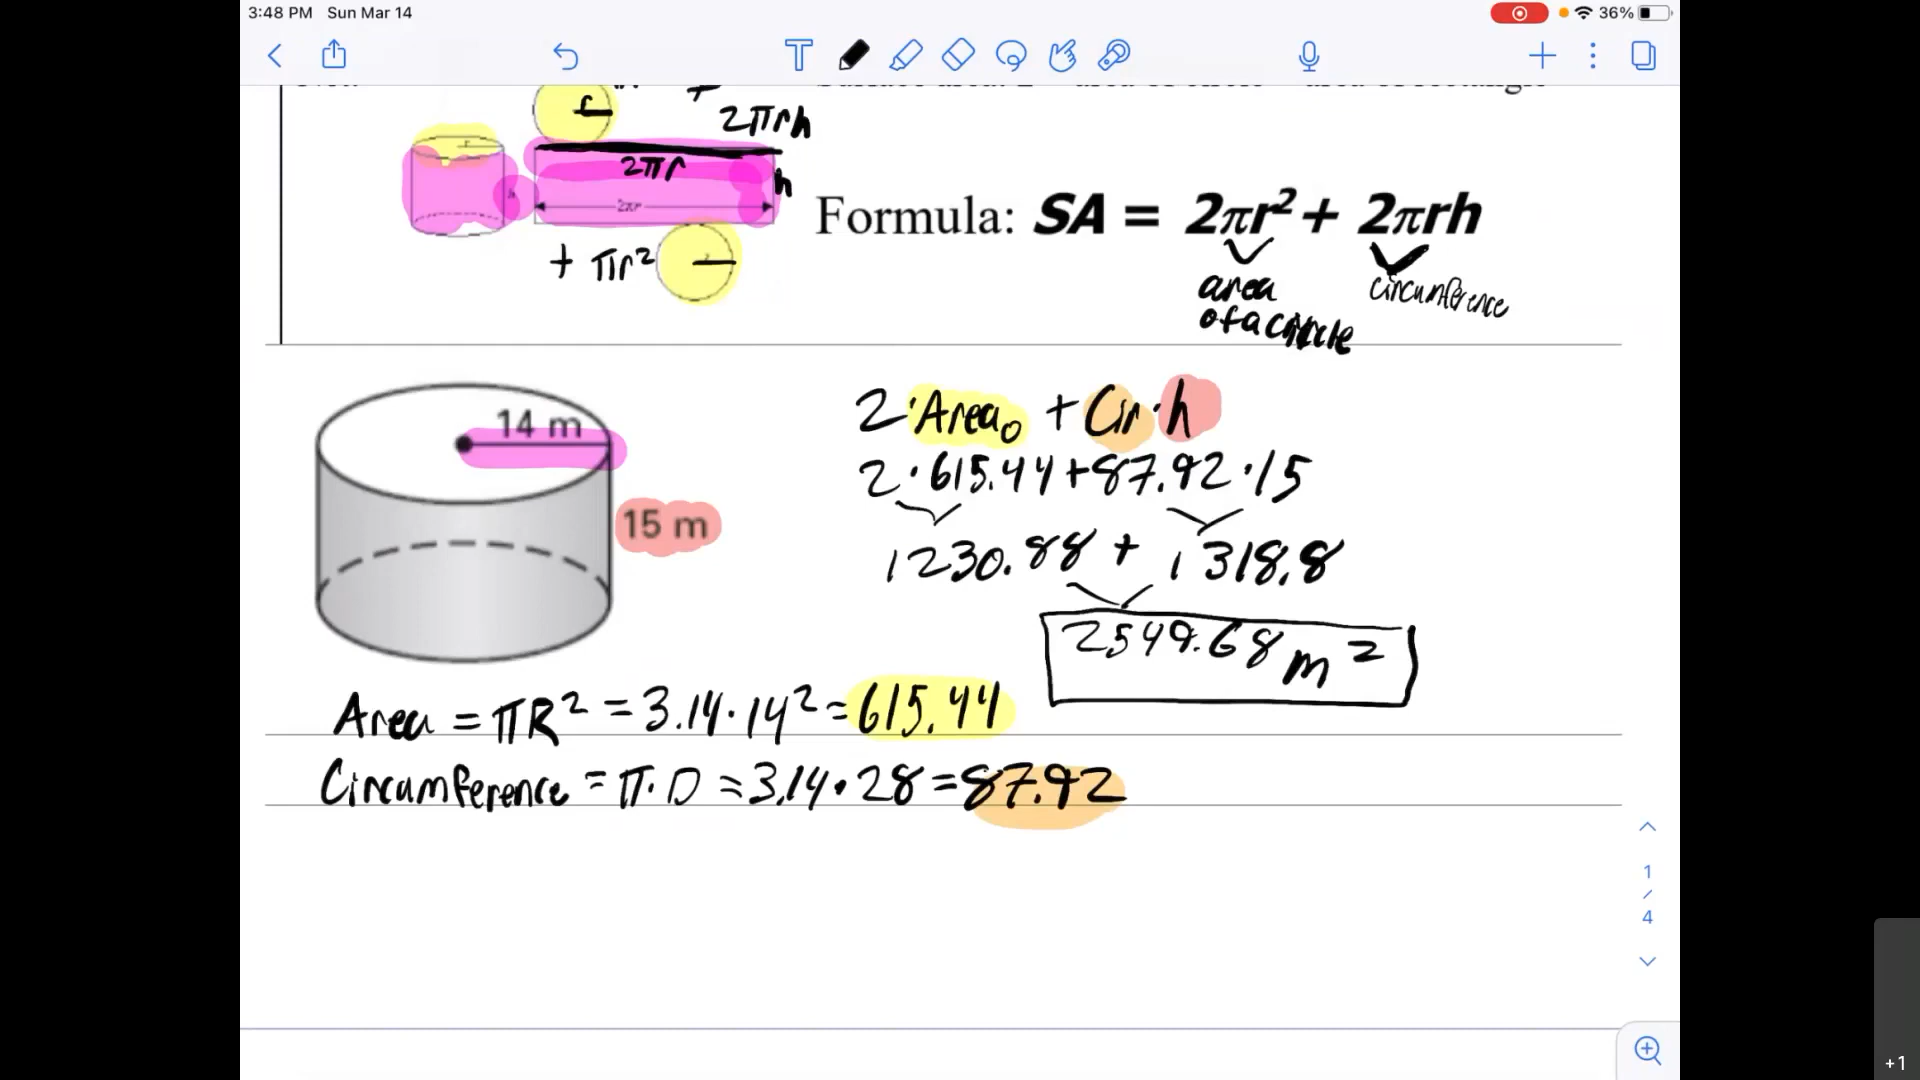 3:48 PM Sun Mar 14
36%
r
2πrh
2πr
h
2πr
+ πr²
Formula: SA = 2πr² + 2πrh
area
of a circle
circumference
14 m
15 m
2·Area + Cir·h
2·615.44+87.92·15
1230.88 + 1318.8
2549.68 m²
Area = πR² = 3.14·14² = 615.44
Circumference = π·D = 3.14·28 = 87.92
1
/
4
+1